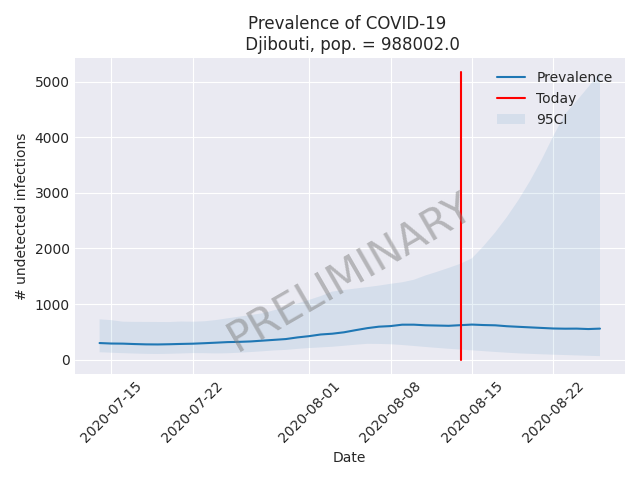 Prevalence of COVID-19
Djibouti, pop. = 988002.0
Prevalence
Today
95CI
PRELIMINARY
# undetected infections
5000
4000
3000
2000
1000
0
2020-07-15
2020-07-22
2020-08-01
2020-08-08
2020-08-15
2020-08-22
Date